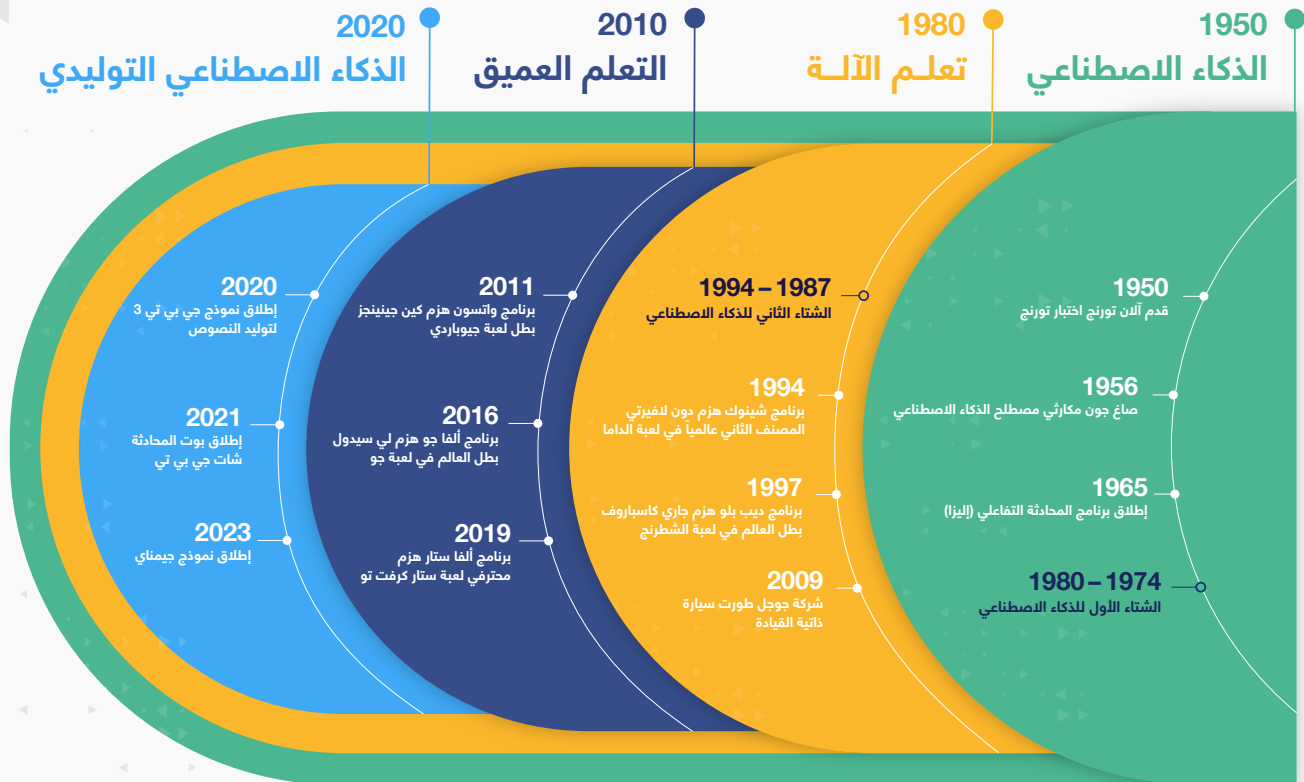 1950
الذكاء الاصطناعي
1980
تعلـم الآلــة
2010
التعلم العميق
2020
الذكاء الاصطناعي التوليدي
1950
قدم آلان تورنج اختبار تورنج
1956
صاغ جون مكارثي مصطلح الذكاء الاصطناعي
1965
إطلاق برنامج المحادثة التفاعلي (إليزا)
1974 – 1980
الشتاء الأول للذكاء الاصطناعي
1987 – 1994
الشتاء الثاني للذكاء الاصطناعي
1994
برنامج شينوك هزم دون لافيرتي
المصنف الثاني عالمياً في لعبة الداما
1997
برنامج ديب بلو هزم جاري كاسباروف
بطل العالم في لعبة الشطرنج
2009
شركة جوجل طورت سيارة
ذاتية القيادة
2011
برنامج واتسون هزم كين جينينجز
بطل لعبة جيوباردي
2016
برنامج ألفا جو هزم لي سيدول
بطل العالم في لعبة جو
2019
برنامج ألفا ستار هزم
محترفي لعبة ستار كرفت تو
2020
إطلاق نموذج جي بي تي 3
لتوليد النصوص
2021
إطلاق بوت المحادثة
شات جي بي تي
2023
إطلاق نموذج جيمناي